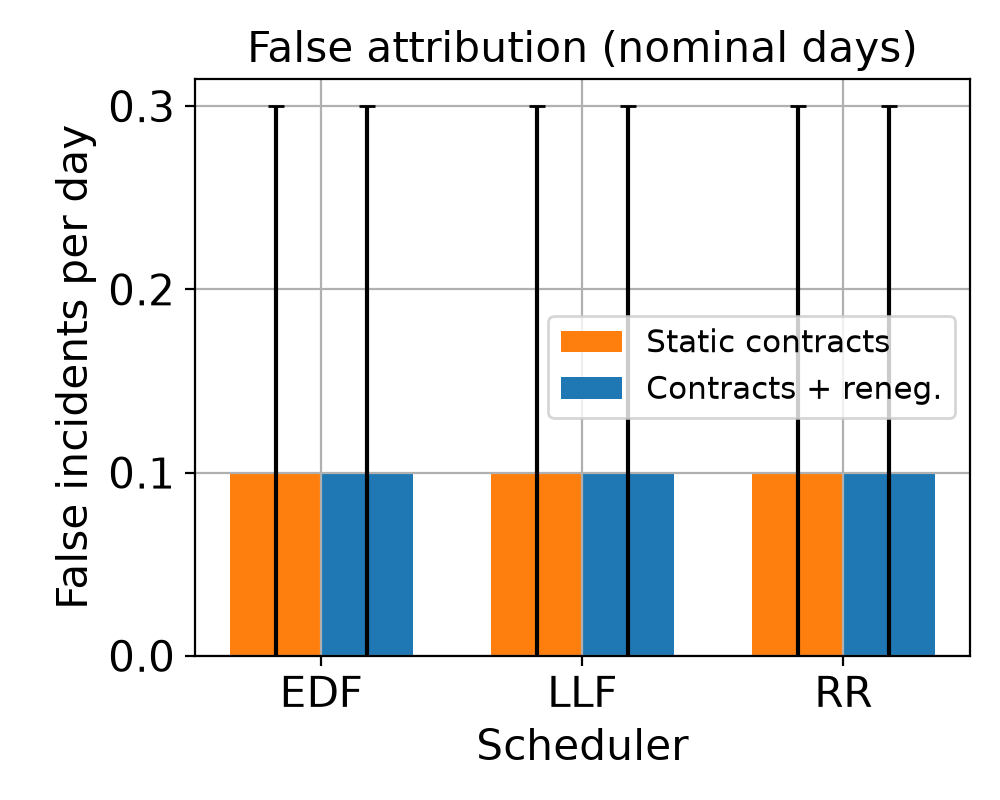 False attribution (nominal days)
False incidents per day
0.3
0.2
0.1
0.0
Static contracts
Contracts + reneg.
EDF
LLF
RR
Scheduler